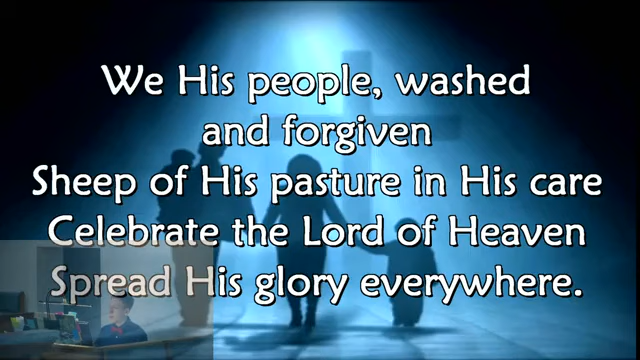 We His people, washed
and forgiven
Sheep of His pasture in His care
Celebrate the Lord of Heaven
Spread His glory everywhere.